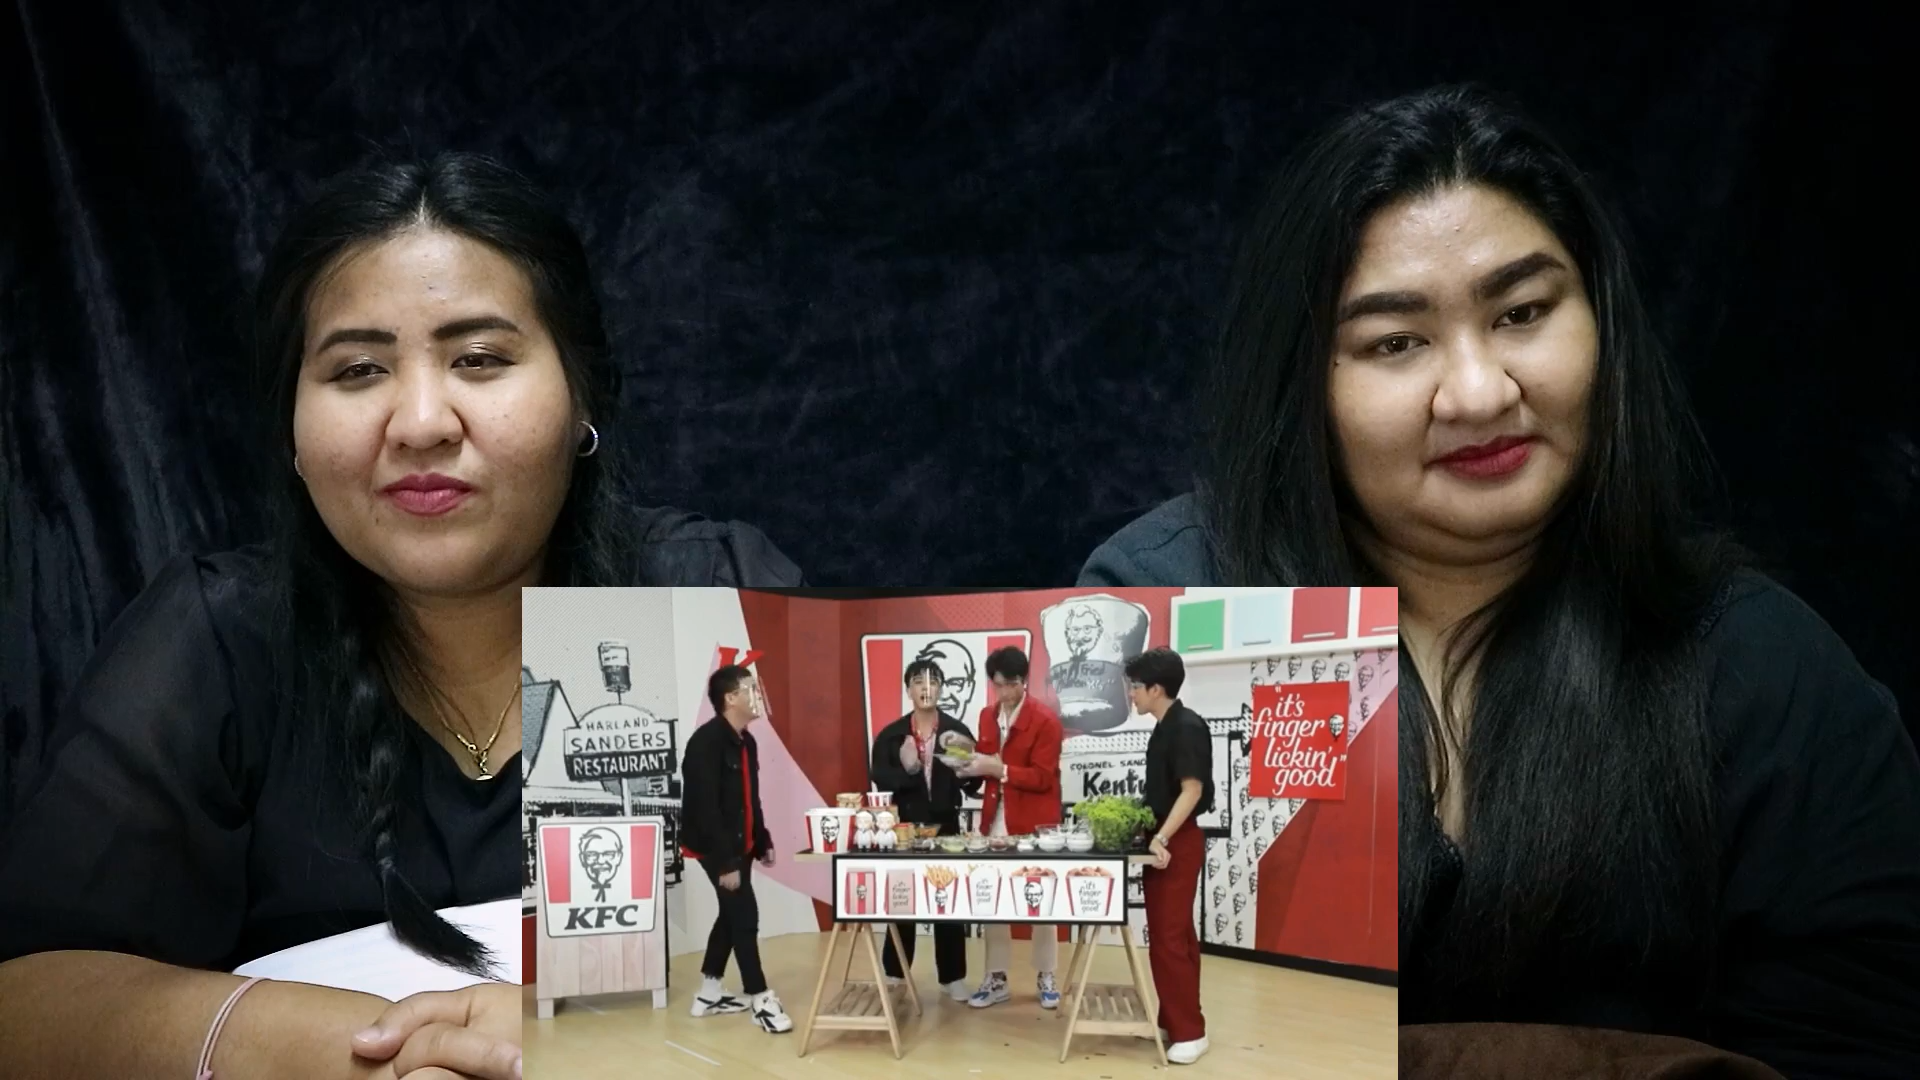 HARLAND
SANDERS
RESTAURANT
KFC
COLONEL SAND
Kentu
"it's
finger
lickin'
good"